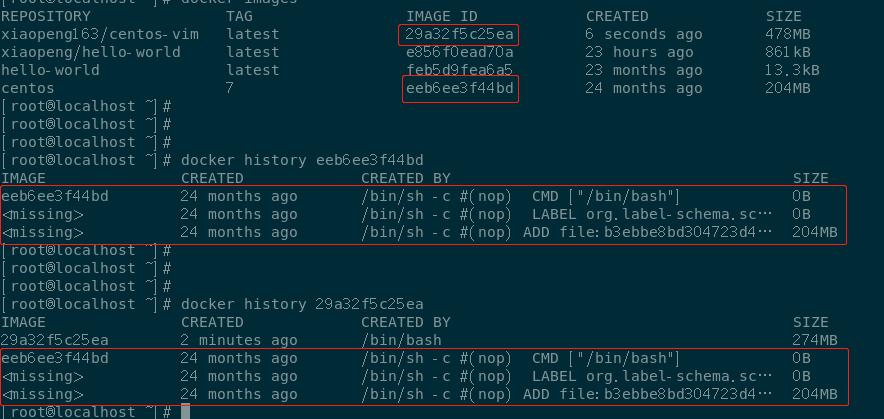 [root@localhost ~]# docker images
REPOSITORY TAG IMAGE ID CREATED SIZE
xiaopeng163/centos-vim latest 29a32f5c25ea 6 seconds ago 478MB
xiaopeng/hello-world latest e856f0ead70a 23 hours ago 861kB
hello-world latest feb5d9fea6a5 23 months ago 13.3kB
centos 7 eeb6ee3f44bd 24 months ago 204MB
[root@localhost ~]#
[root@localhost ~]#
[root@localhost ~]#
[root@localhost ~]# docker history eeb6ee3f44bd
IMAGE CREATED CREATED BY SIZE
eeb6ee3f44bd 24 months ago /bin/sh -c #(nop) CMD ["/bin/bash"] 0B
<missing> 24 months ago /bin/sh -c #(nop) LABEL org.label-schema.sc… 0B
<missing> 24 months ago /bin/sh -c #(nop) ADD file:b3ebbe8bd304723d4… 204MB
[root@localhost ~]#
[root@localhost ~]#
[root@localhost ~]#
[root@localhost ~]# docker history 29a32f5c25ea
IMAGE CREATED CREATED BY SIZE
29a32f5c25ea 2 minutes ago /bin/bash 274MB
eeb6ee3f44bd 24 months ago /bin/sh -c #(nop) CMD ["/bin/bash"] 0B
<missing> 24 months ago /bin/sh -c #(nop) LABEL org.label-schema.sc… 0B
<missing> 24 months ago /bin/sh -c #(nop) ADD file:b3ebbe8bd304723d4… 204MB
[root@localhost ~]#